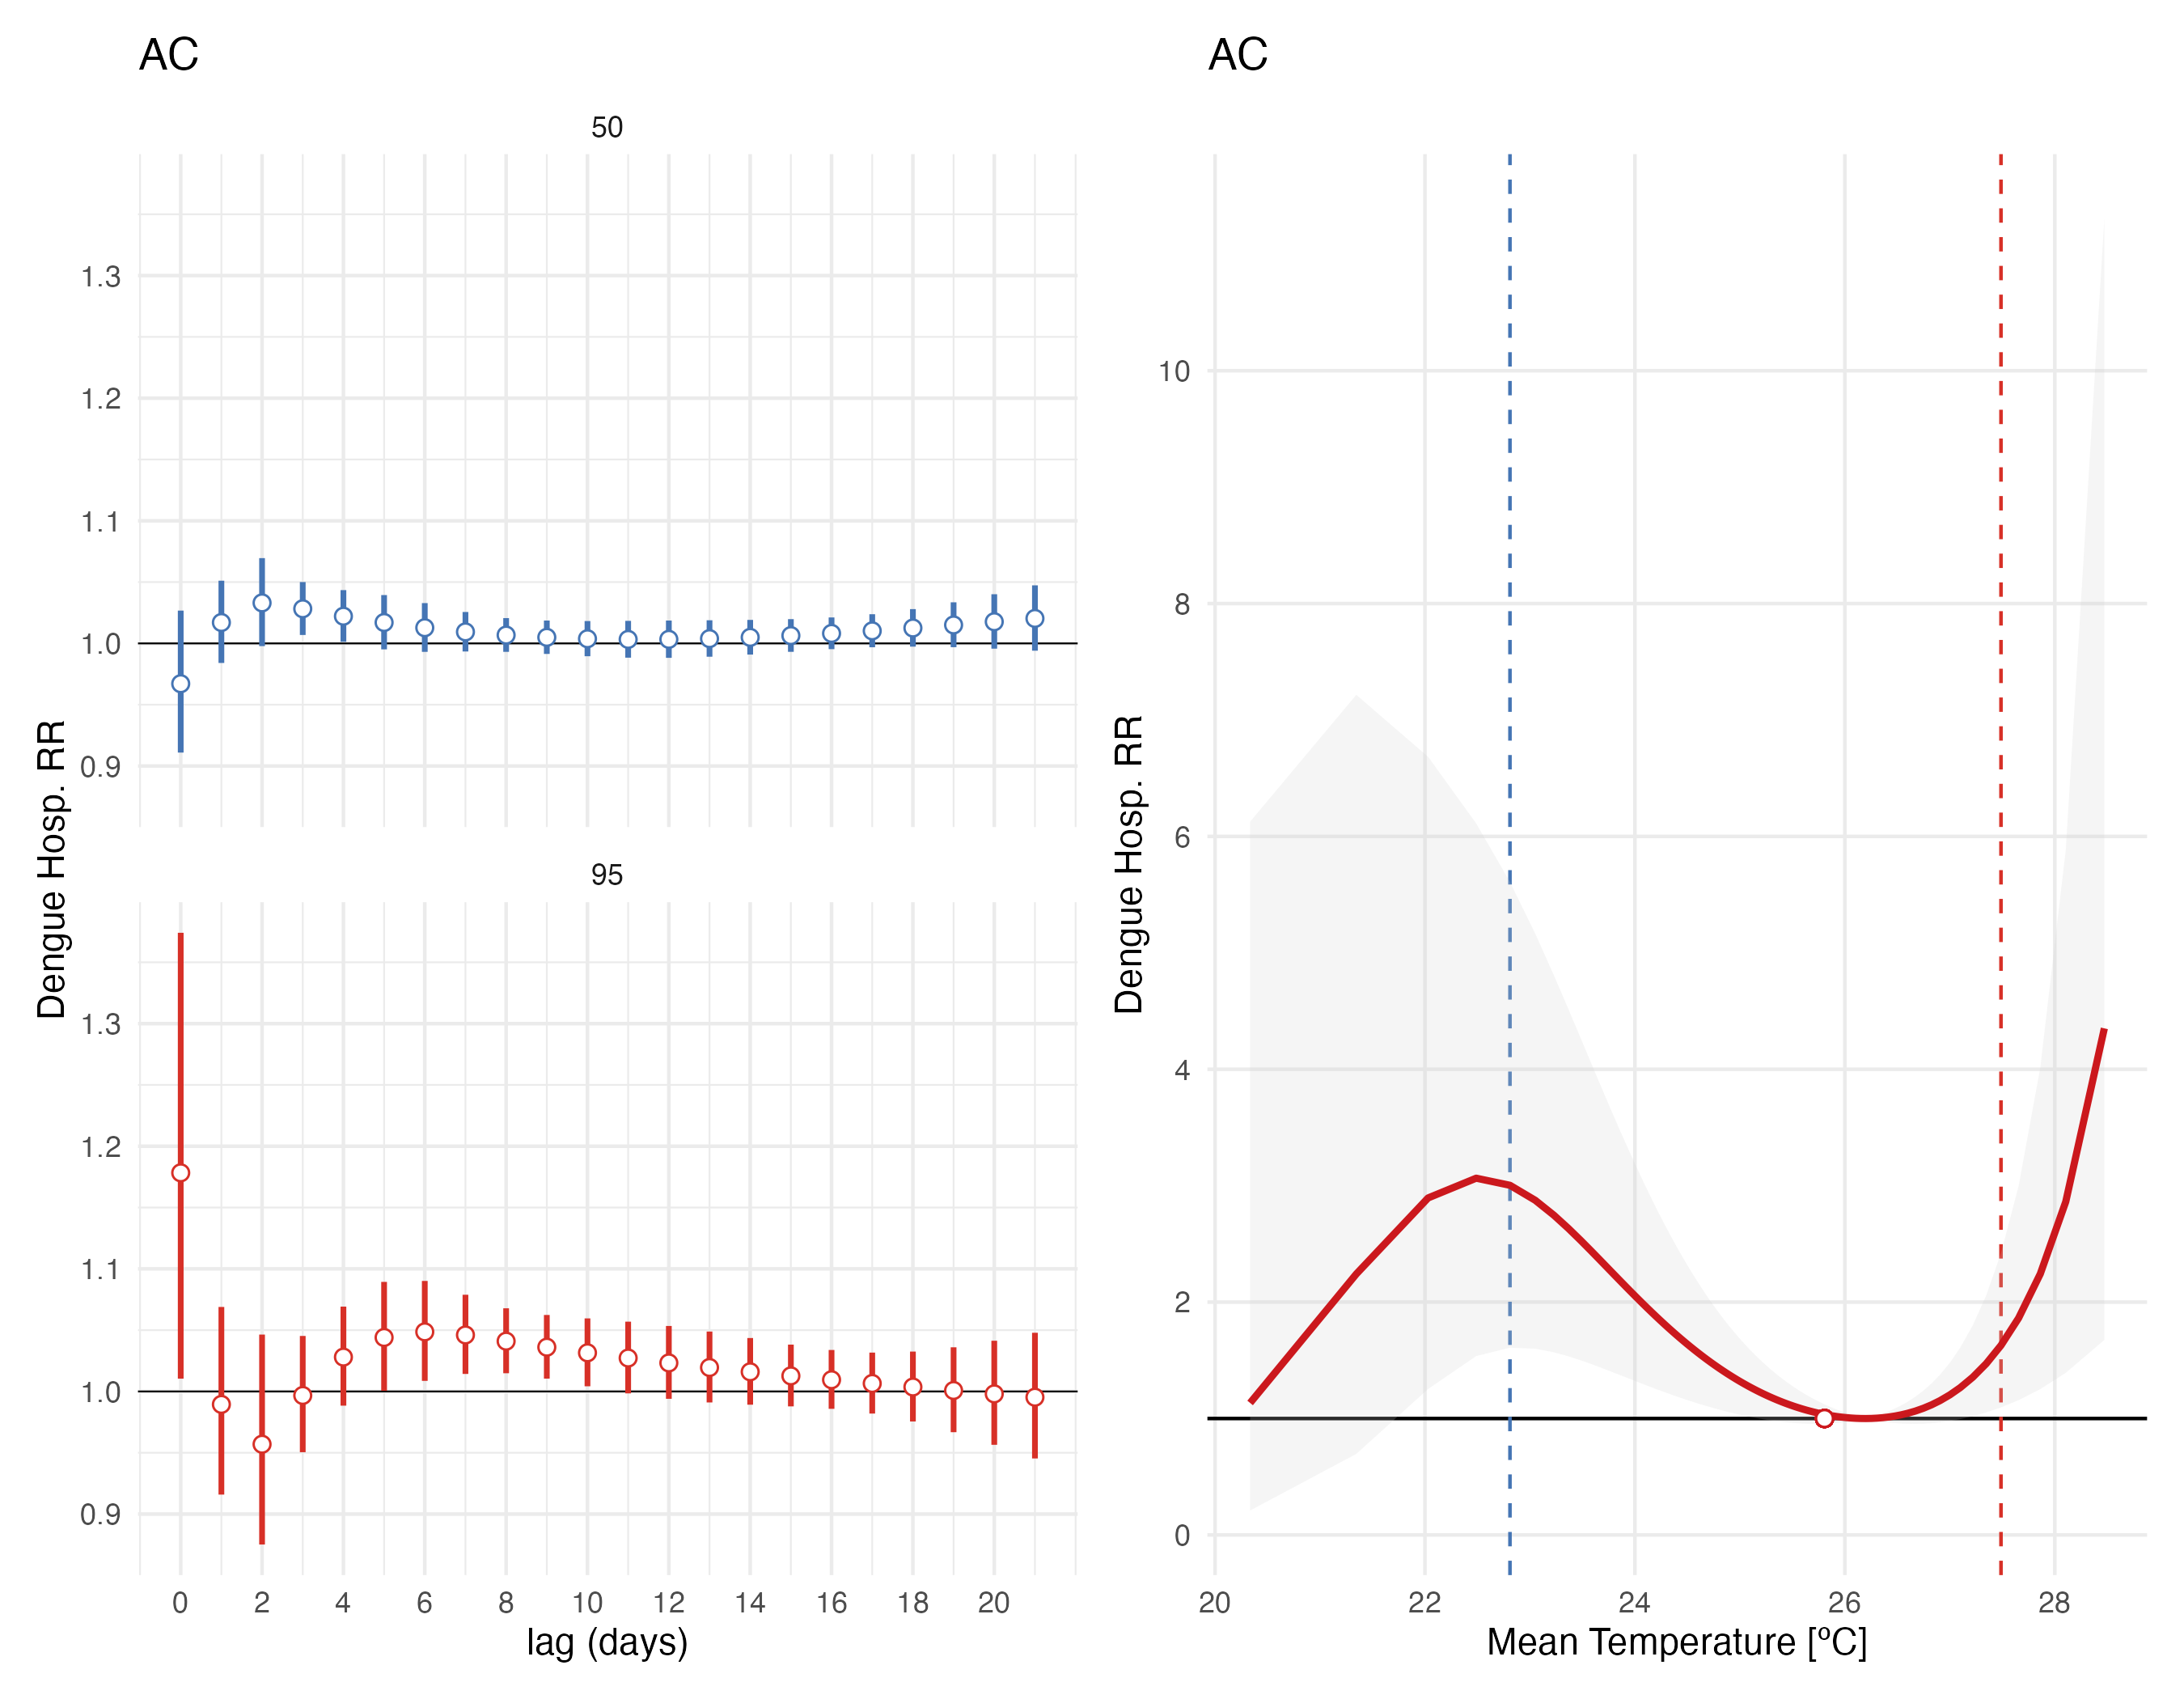 AC
50
1.3
1.2
1.1
1.0
0.9
95
1.3
1.2
1.1
1.0
0.9
Dengue Hosp. RR
0 2 4 6 8 10 12 14 16 18 20
lag (days)
AC
10
8
6
4
2
0
Dengue Hosp. RR
20 22 24 26 28
Mean Temperature [ºC]